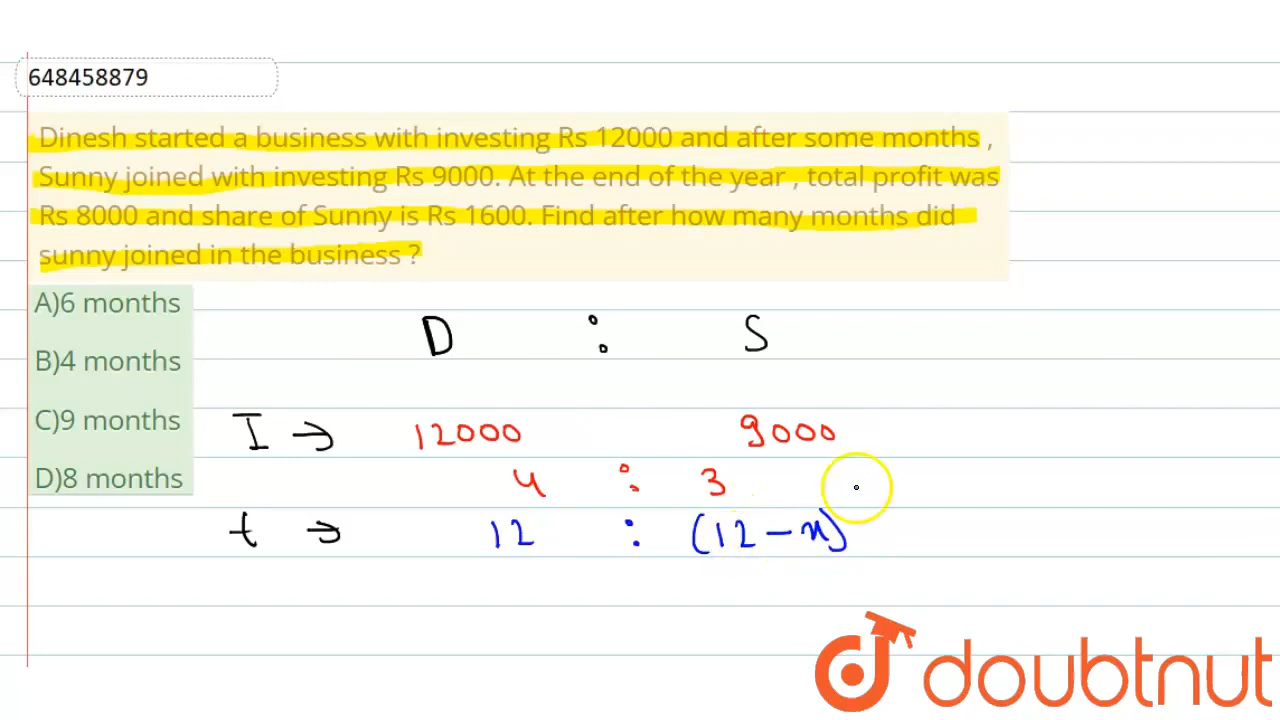 648458879
Dinesh started a business with investing Rs 12000 and after some months ,
Sunny joined with investing Rs 9000. At the end of the year , total profit was
Rs 8000 and share of Sunny is Rs 1600. Find after how many months did
sunny joined in the business ?
A)6 months
B)4 months
C)9 months
D)8 months
D : S
I → 12000 9000
4 : 3
t → 12 : (12-x)
doubtnut